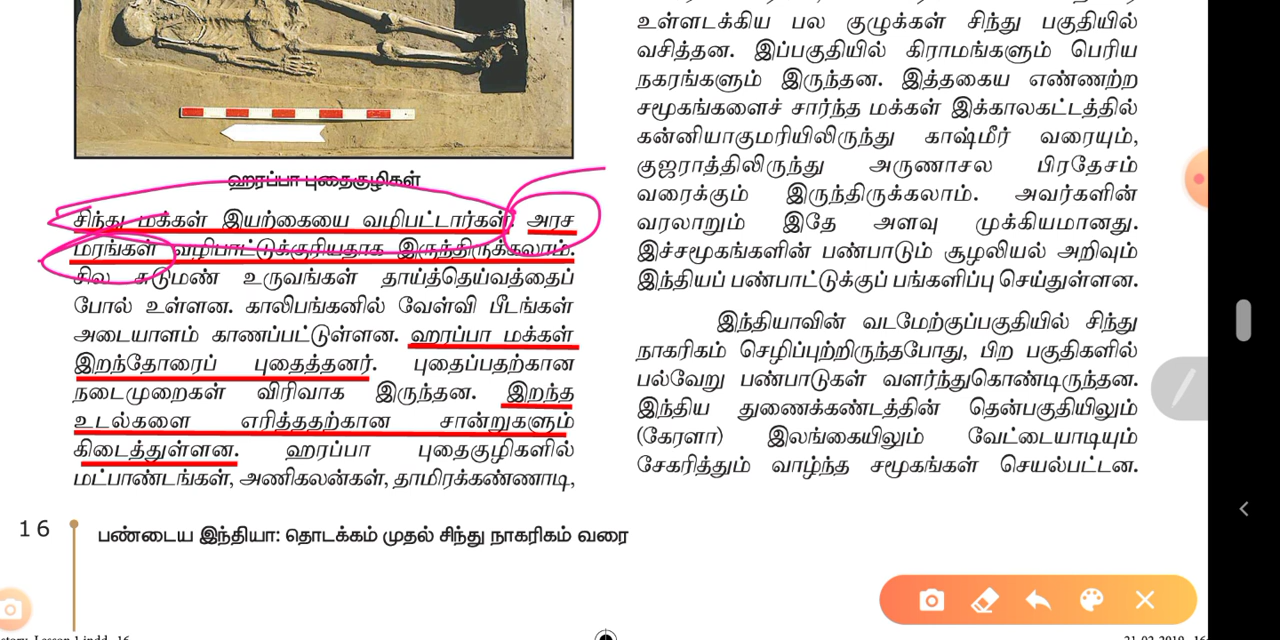 ஹரப்பா புதைகுழிகள்
சிந்து மக்கள் இயற்கையை வழிபட்டார்கள். அரச
மரங்கள் வழிபாட்டுக்குரியதாக இருந்திருக்கலாம்.
சில சுடுமண் உருவங்கள் தாய்த்தெய்வத்தைப்
போல் உள்ளன. காலிபங்கனில் வேள்வி பீடங்கள்
அடையாளம் காணப்பட்டுள்ளன. ஹரப்பா மக்கள்
இறந்தோரைப் புதைத்தனர். புதைப்பதற்கான
நடைமுறைகள் விரிவாக இருந்தன. இறந்த
உடல்களை எரித்ததற்கான சான்றுகளும்
கிடைத்துள்ளன. ஹரப்பா புதைகுழிகளில்
மட்பாண்டங்கள், அணிகலன்கள், தாமிரக்கண்ணாடி,
உள்ளடக்கிய பல குழுக்கள் சிந்து பகுதியில்
வசித்தன. இப்பகுதியில் கிராமங்களும் பெரிய
நகரங்களும் இருந்தன. இத்தகைய எண்ணற்ற
சமூகங்களைச் சார்ந்த மக்கள் இக்காலகட்டத்தில்
கன்னியாகுமரியிலிருந்து காஷ்மீர் வரையும்,
குஜராத்திலிருந்து அருணாசல பிரதேசம்
வரைக்கும் இருந்திருக்கலாம். அவர்களின்
வரலாறும் இதே அளவு முக்கியமானது.
இச்சமூகங்களின் பண்பாடும் சூழலியல் அறிவும்
இந்தியப் பண்பாட்டுக்குப் பங்களிப்பு செய்துள்ளன.
இந்தியாவின் வடமேற்குப்பகுதியில் சிந்து
நாகரிகம் செழிப்புற்றிருந்தபோது, பிற பகுதிகளில்
பல்வேறு பண்பாடுகள் வளர்ந்துகொண்டிருந்தன.
இந்திய துணைக்கண்டத்தின் தென்பகுதியிலும்
(கேரளா) இலங்கையிலும் வேட்டையாடியும்
சேகரித்தும் வாழ்ந்த சமூகங்கள் செயல்பட்டன.
16 பண்டைய இந்தியா: தொடக்கம் முதல் சிந்து நாகரிகம் வரை